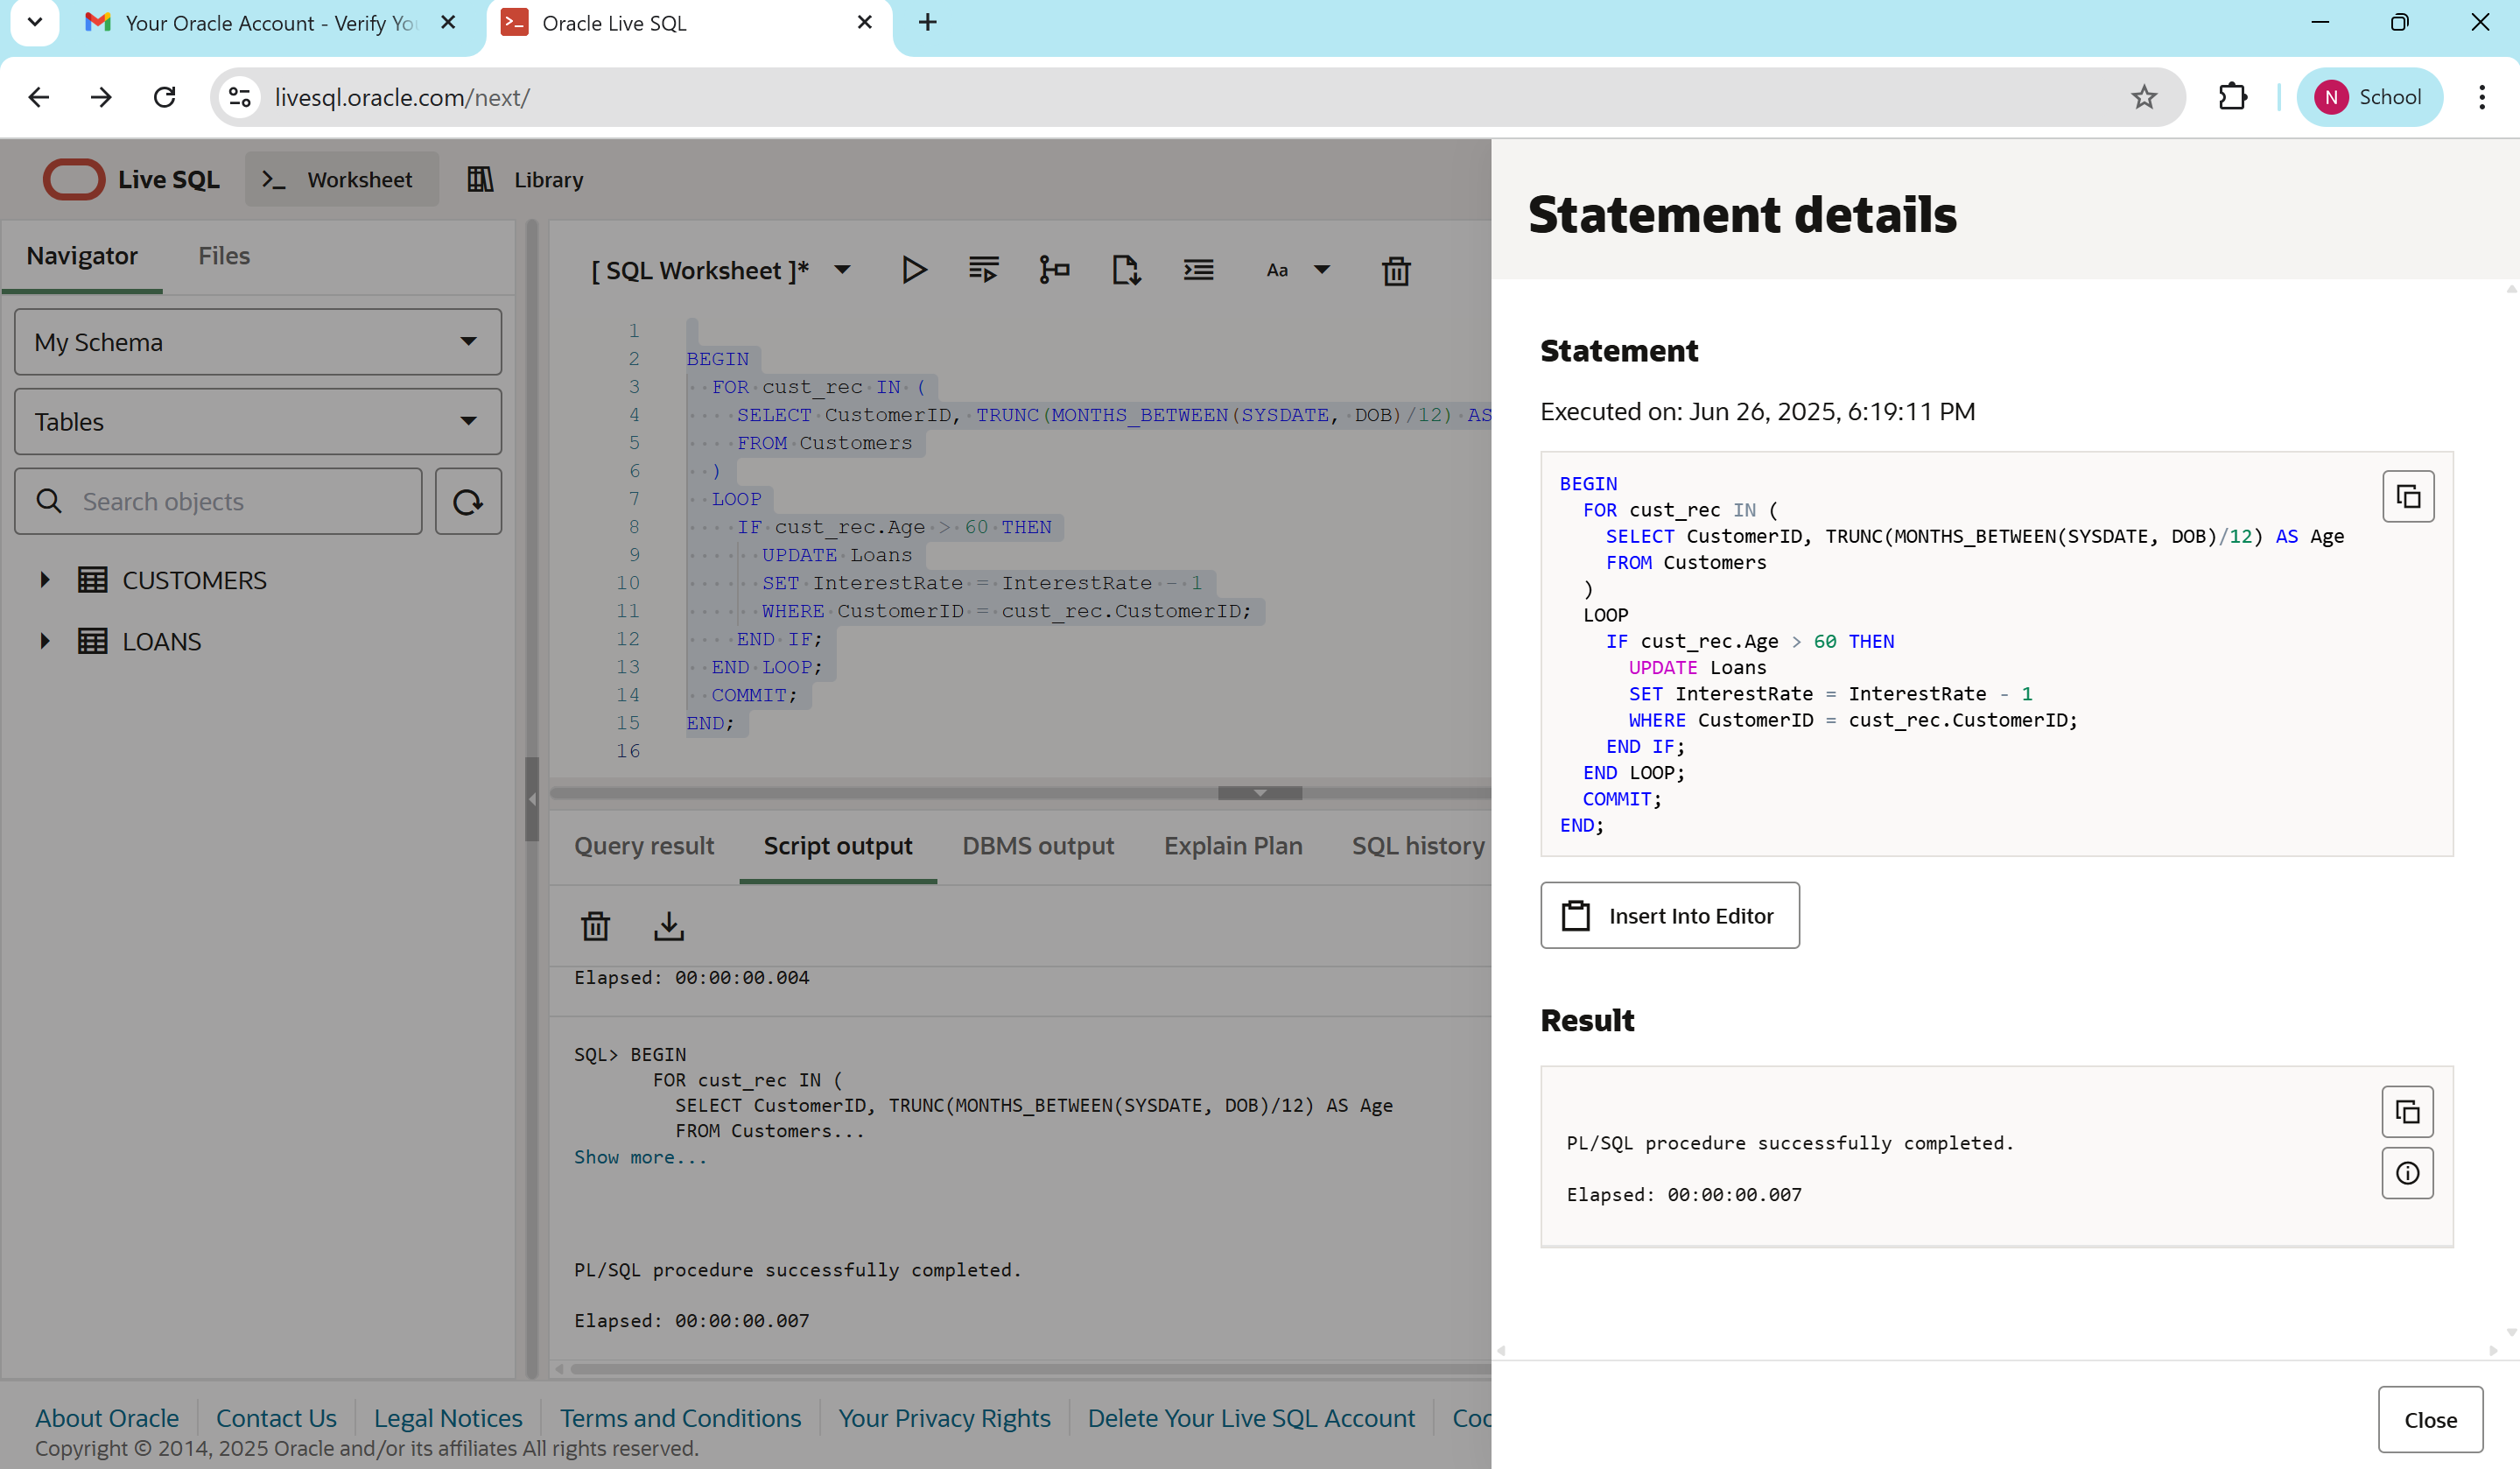 Your Oracle Account - Verify You
Oracle Live SQL
livesql.oracle.com/next/
N School
Live SQL
Worksheet
Library
Navigator
Files
My Schema
Tables
Search objects
CUSTOMERS
LOANS
[ SQL Worksheet ]*
Aa
1
2 BEGIN
3 FOR cust_rec IN (
4 SELECT CustomerID, TRUNC(MONTHS_BETWEEN(SYSDATE, DOB)/12) AS
5 FROM Customers
6 )
7 LOOP
8 IF cust_rec.Age > 60 THEN
9 UPDATE Loans
10 SET InterestRate = InterestRate - 1
11 WHERE CustomerID = cust_rec.CustomerID;
12 END IF;
13 END LOOP;
14 COMMIT;
15 END;
16
Query result
Script output
DBMS output
Explain Plan
SQL history
Elapsed: 00:00:00.004
SQL> BEGIN
FOR cust_rec IN (
SELECT CustomerID, TRUNC(MONTHS_BETWEEN(SYSDATE, DOB)/12) AS Age
FROM Customers...
Show more...
PL/SQL procedure successfully completed.
Elapsed: 00:00:00.007
Statement details
Statement
Executed on: Jun 26, 2025, 6:19:11 PM
BEGIN
FOR cust_rec IN (
SELECT CustomerID, TRUNC(MONTHS_BETWEEN(SYSDATE, DOB)/12) AS Age
FROM Customers
)
LOOP
IF cust_rec.Age > 60 THEN
UPDATE Loans
SET InterestRate = InterestRate - 1
WHERE CustomerID = cust_rec.CustomerID;
END IF;
END LOOP;
COMMIT;
END;
Insert Into Editor
Result
PL/SQL procedure successfully completed.
Elapsed: 00:00:00.007
Close
About Oracle
Contact Us
Legal Notices
Terms and Conditions
Your Privacy Rights
Delete Your Live SQL Account
Copyright © 2014, 2025 Oracle and/or its affiliates All rights reserved.